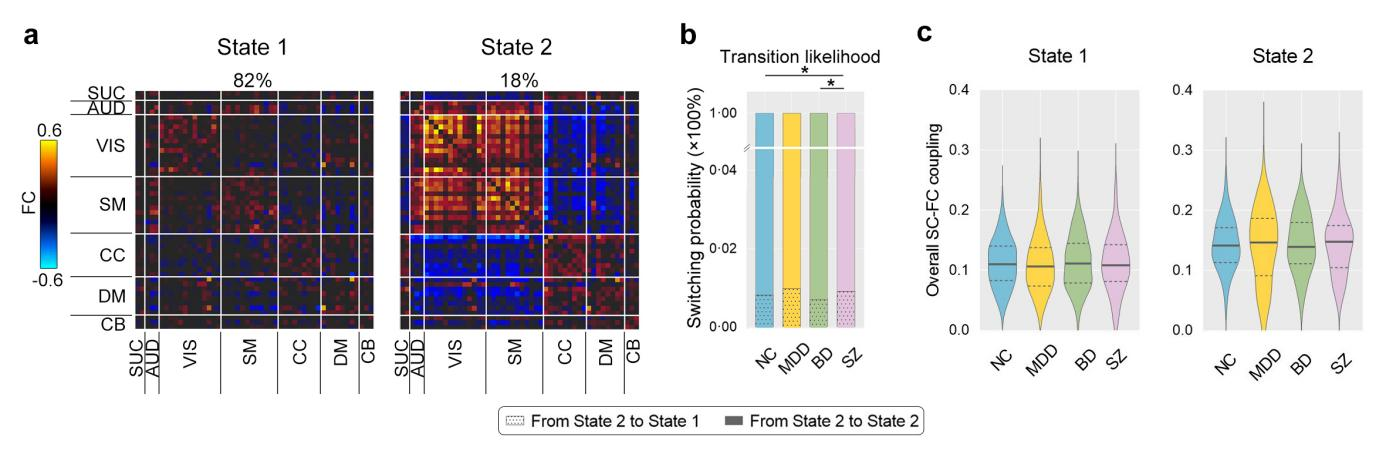 a
State 1
State 2
82%
18%
SUC
AUD
VIS
SM
CC
DM
CB
0.6
FC
-0.6
SUC
AUD
VIS
SM
CC
DM
CB
SUC
AUD
VIS
SM
CC
DM
CB
b
Transition likelihood
*
*
Switching probability (×100%)
1·00
0·04
0·02
0·00
NC
MDD
BD
SZ
From State 2 to State 1
From State 2 to State 2
c
State 1
State 2
Overall SC-FC coupling
0.4
0.3
0.2
0.1
0.0
NC
MDD
BD
SZ
0.4
0.3
0.2
0.1
0.0
NC
MDD
BD
SZ